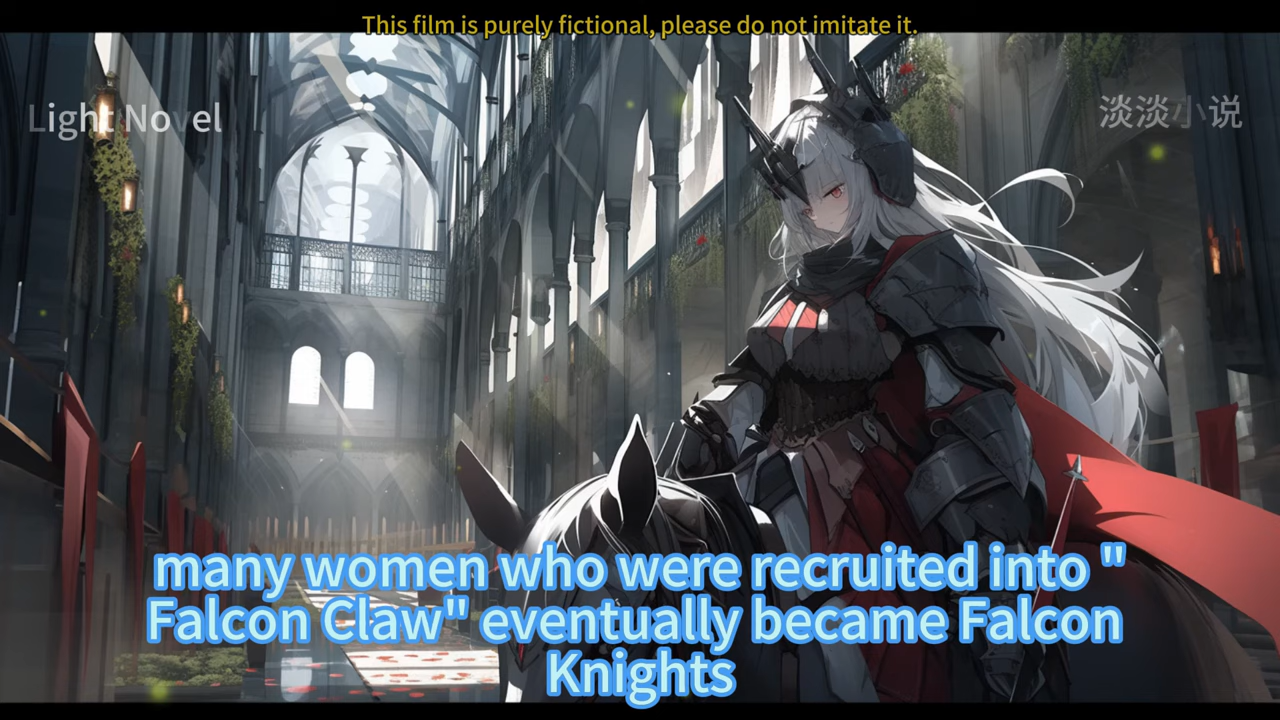 This film is purely fictional, please do not imitate it.
Light Novel
淡淡小说
many women who were recruited into "
Falcon Claw" eventually became Falcon
Knights